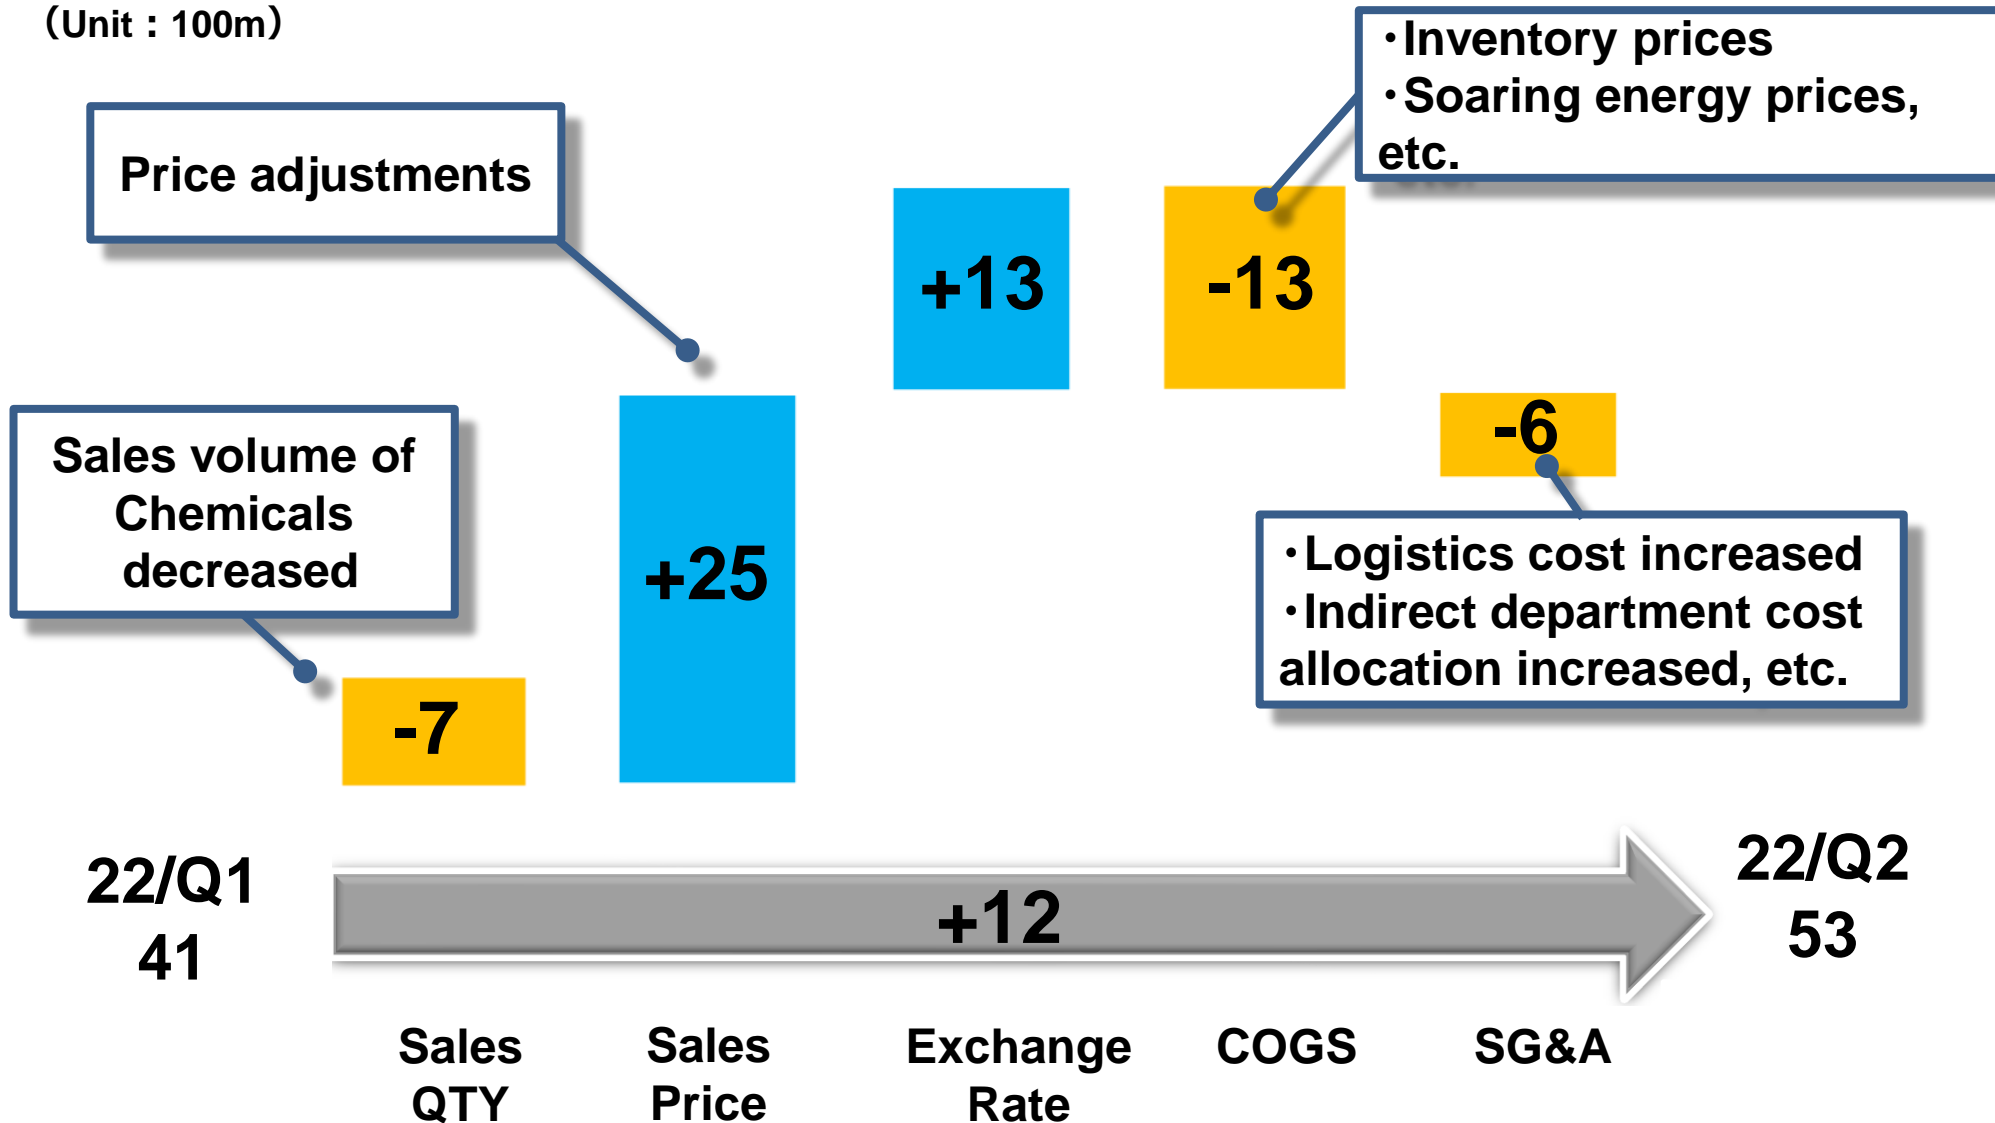 （Unit：100m）
・Inventory prices
・Soaring energy prices,
etc.
Price adjustments
+13
-13
Sales volume of
Chemicals
decreased
-6
+25
・Logistics cost increased
・Indirect department cost
allocation increased, etc.
-7
22/Q1
41
+12
22/Q2
53
Sales
QTY
Sales
Price
Exchange
Rate
COGS
SG&A